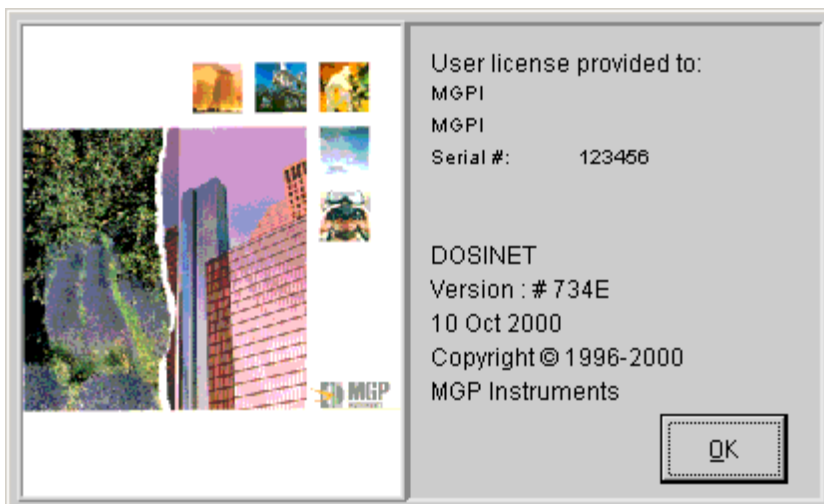 User license provided to:
MGPI
MGPI
Serial #: 123456
DOSINET
Version : # 734E
10 Oct 2000
Copyright © 1996-2000
MGP Instruments
MGP
OK